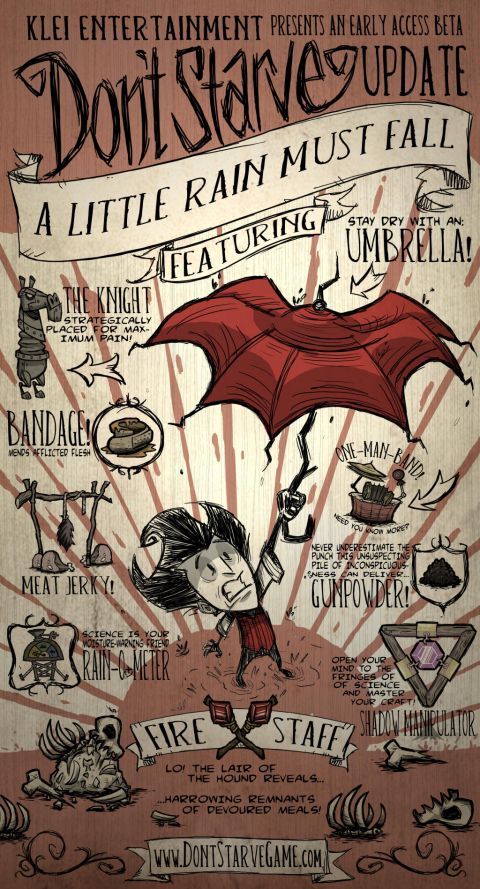 KLEI ENTERTAINMENT PRESENTS AN EARLY ACCESS BETA
Don't Starve UPDATE
A LITTLE RAIN MUST FALL
FEATURING
STAY DRY WITH AN:
UMBRELLA!
THE KNIGHT
STRATEGICALLY
PLACED FOR MAX-
IMUM PAIN!
BANDAGE!
MENDS AFFLICTED FLESH
ONE-MAN-BAND!
NEED YOU KNOW MORE?
MEAT JERKY!
NEVER UNDERESTIMATE THE
PUNCH THIS UNSUSPECTING
PILE OF INCONSPICUOUS-
NESS CAN DELIVER...
GUNPOWDER!
SCIENCE IS YOUR
MOISTURE-WARNING FRIEND
RAIN-O-METER
OPEN YOUR
MIND TO THE
FRINGES OF
OF SCIENCE AND
MASTER
YOUR CRAFT!
SHADOW MANIPULATOR
FIRE STAFF
LO! THE LAIR OF
THE HOUND REVEALS...
...HARROWING REMNANTS
OF DEVOURED MEALS!
WWW.DONTSTARVEGAME.COM